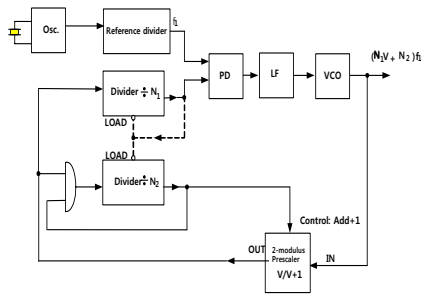 Osc.
Reference divider
f₁
PD
LF
VCO
(N₁V + N₂)f₁
Divider ÷ N₁
LOAD
LOAD
Divider ÷ N₂
Control: Add+1
OUT
2-modulus
Prescaler
V/V+1
IN